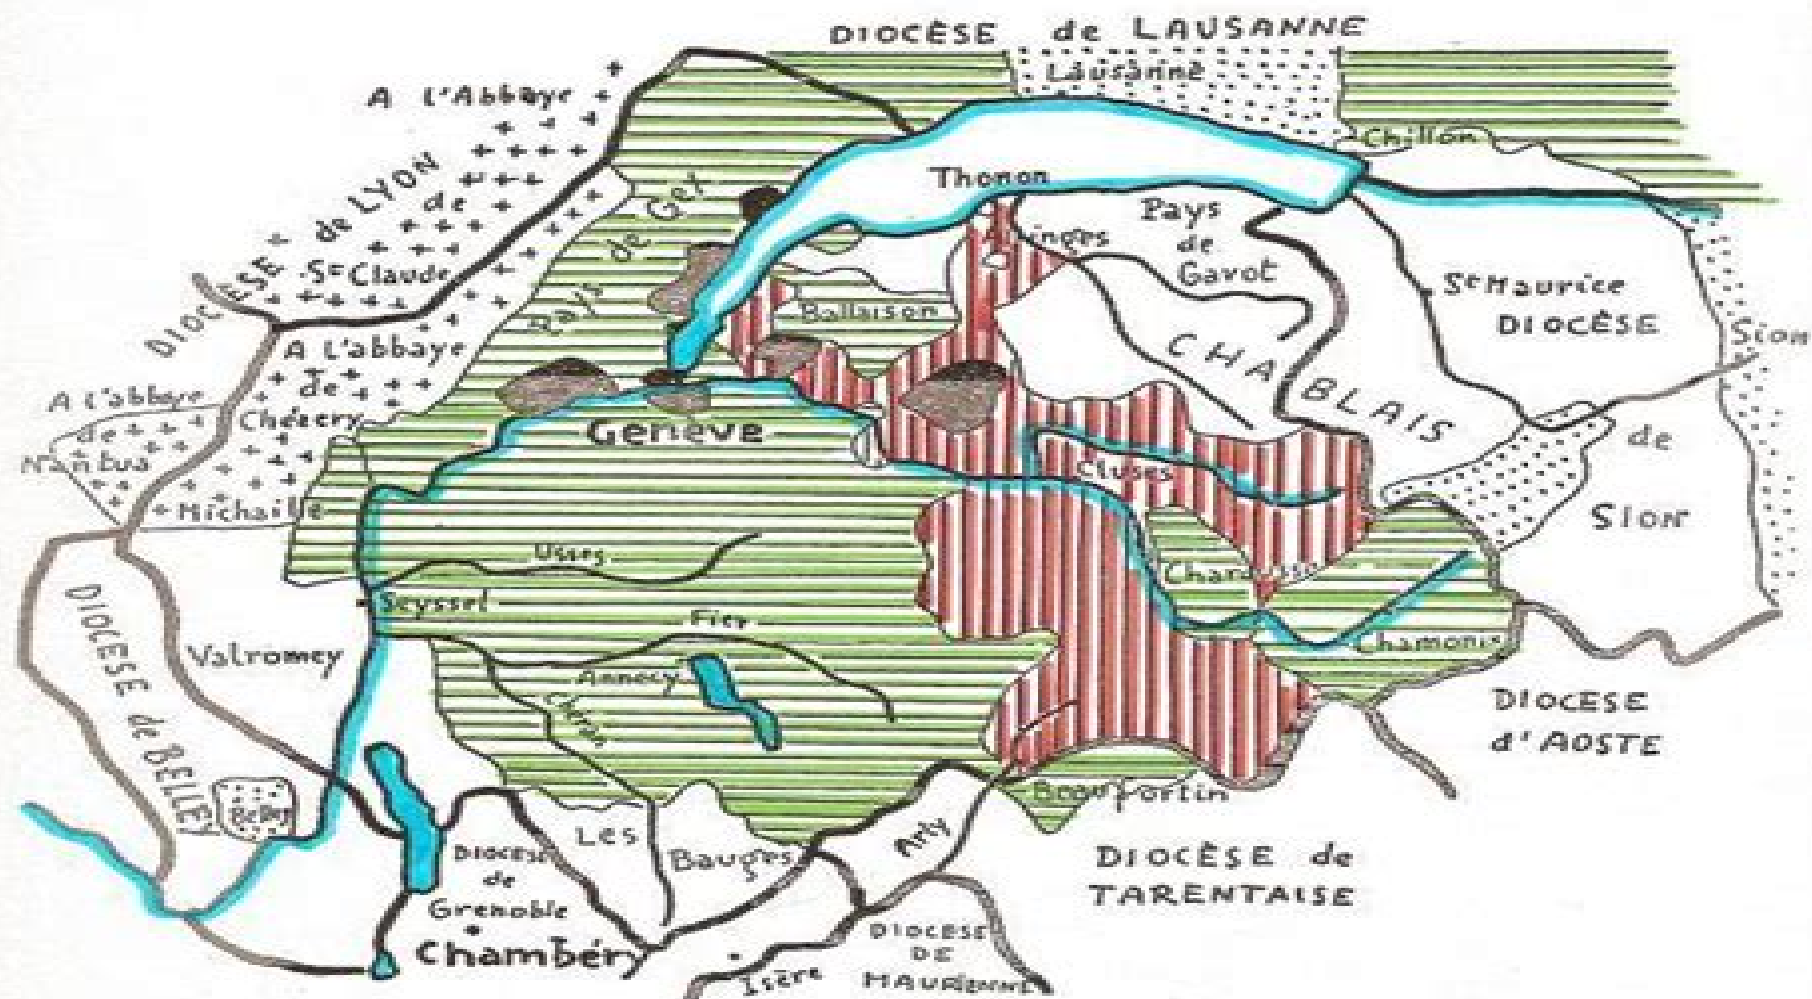 DIOCÈSE de LAUSANNE
Lausanne
A l'Abbaye
de
St Claude
DIOCÈSE de LYON
Chillon
Thonon
Pays
de
Gavot
Pays de Gex
Ballaison
St Maurice
DIOCÈSE
de
SION
Sion
CHABLAIS
A l'abbaye
de
Chézery
A l'abbaye
de
Nantua
Michaille
Genève
Cluses
Usses
Seyssel
Fier
Chamonix
Annecy
Valromey
DIOCESE de BELLEY
DIOCESE
d'AOSTE
Beaufortin
Les
Bauges
Arly
DIOCESE
de
Grenoble
Chambéry
DIOCÈSE de
TARENTAISE
DIOCESE
DE
MAURIENNE
Isère